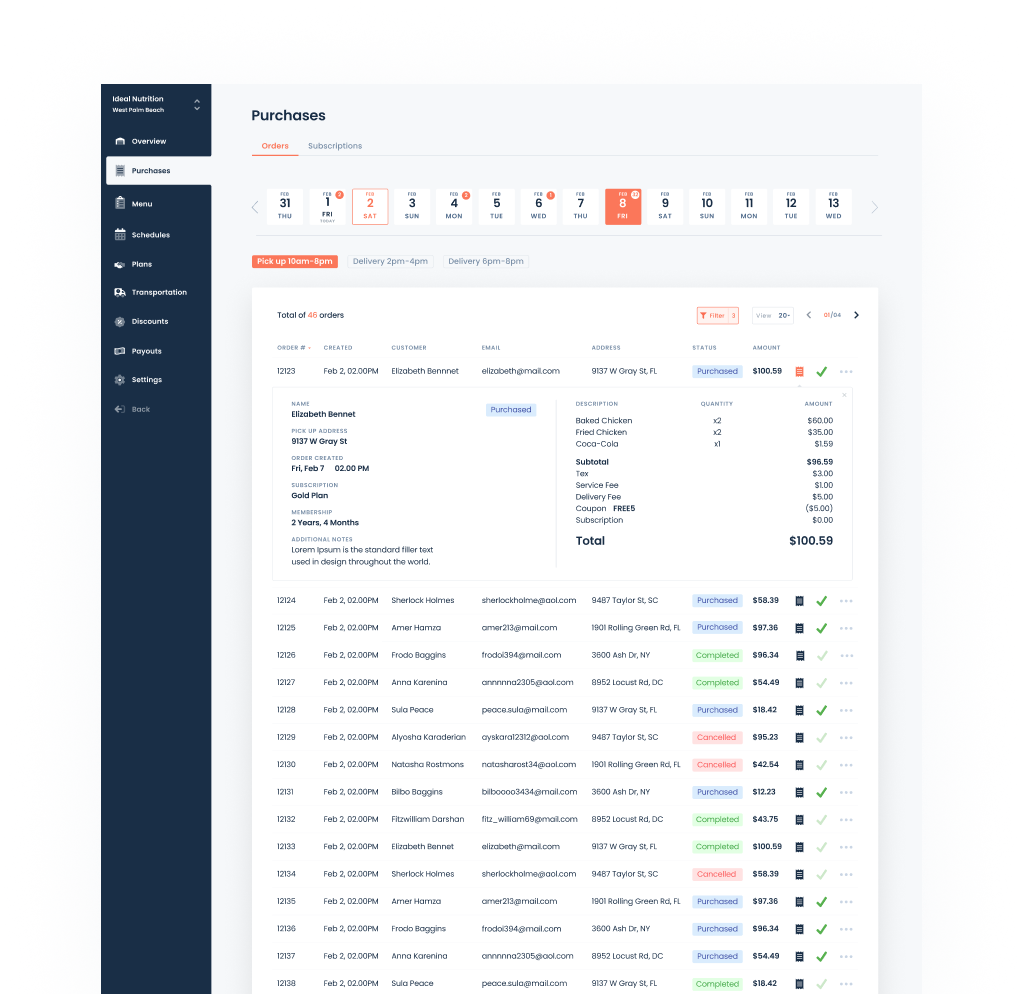 Ideal Nutrition
West Palm Beach
Overview
Purchases
Menu
Schedules
Plans
Transportation
Discounts
Payouts
Settings
Back
Purchases
Orders Subscriptions
FEB 31 THU
FEB 2 1 FRI TODAY
FEB 2 SAT
FEB 3 SUN
FEB 3 4 MON
FEB 5 TUE
FEB 1 6 WED
FEB 7 THU
FEB 8 FRI
FEB 9 SAT
FEB 10 SUN
FEB 11 MON
FEB 12 TUE
FEB 13 WED
Pick up 10am-8pm Delivery 2pm-4pm Delivery 6pm-8pm
Total of 46 orders Filter 3 View 20 01/04
ORDER # CREATED CUSTOMER EMAIL ADDRESS STATUS AMOUNT
12123 Feb 2, 02.00PM Elizabeth Bennnet elizabeth@mail.com 9137 W Gray St, FL Purchased $100.59
NAME
Elizabeth Bennet
Purchased
PICK UP ADDRESS
9137 W Gray St
ORDER CREATED
Fri, Feb 7 02.00 PM
SUBSCRIPTION
Gold Plan
MEMBERSHIP
2 Years, 4 Months
ADDITIONAL NOTES
Lorem Ipsum is the standard filler text
used in design throughout the world.
DESCRIPTION QUANTITY AMOUNT
Baked Chicken x2 $60.00
Fried Chicken x2 $35.00
Coca-Cola x1 $1.59
Subtotal $96.59
Tex $3.00
Service Fee $1.00
Delivery Fee $5.00
Coupon FREE5 ($5.00)
Subscription $0.00
Total $100.59
12124 Feb 2, 02.00PM Sherlock Holmes sherlockholme@aol.com 9487 Taylor St, SC Purchased $58.39
12125 Feb 2, 02.00PM Amer Hamza amer213@mail.com 1901 Rolling Green Rd, FL Purchased $97.36
12126 Feb 2, 02.00PM Frodo Baggins frodoi394@mail.com 3600 Ash Dr, NY Completed $96.34
12127 Feb 2, 02.00PM Anna Karenina annnnna2305@aol.com 8952 Locust Rd, DC Completed $54.49
12128 Feb 2, 02.00PM Sula Peace peace.sula@mail.com 9137 W Gray St, FL Purchased $18.42
12129 Feb 2, 02.00PM Alyosha Karaderian ayskara12312@aol.com 9487 Taylor St, SC Cancelled $95.23
12130 Feb 2, 02.00PM Natasha Rostmons natasharost34@aol.com 1901 Rolling Green Rd, FL Cancelled $42.54
12131 Feb 2, 02.00PM Bilbo Baggins bilboooo3434@mail.com 3600 Ash Dr, NY Purchased $12.23
12132 Feb 2, 02.00PM Fitzwilliam Darshan fitz_william69@mail.com 8952 Locust Rd, DC Completed $43.75
12133 Feb 2, 02.00PM Elizabeth Bennet elizabeth@mail.com 9137 W Gray St, FL Completed $100.59
12134 Feb 2, 02.00PM Sherlock Holmes sherlockholme@aol.com 9487 Taylor St, SC Cancelled $58.39
12135 Feb 2, 02.00PM Amer Hamza amer213@mail.com 1901 Rolling Green Rd, FL Purchased $97.36
12136 Feb 2, 02.00PM Frodo Baggins frodoi394@mail.com 3600 Ash Dr, NY Purchased $96.34
12137 Feb 2, 02.00PM Anna Karenina annnnna2305@aol.com 8952 Locust Rd, DC Purchased $54.49
12138 Feb 2, 02.00PM Sula Peace peace.sula@mail.com 9137 W Gray St, FL Completed $18.42